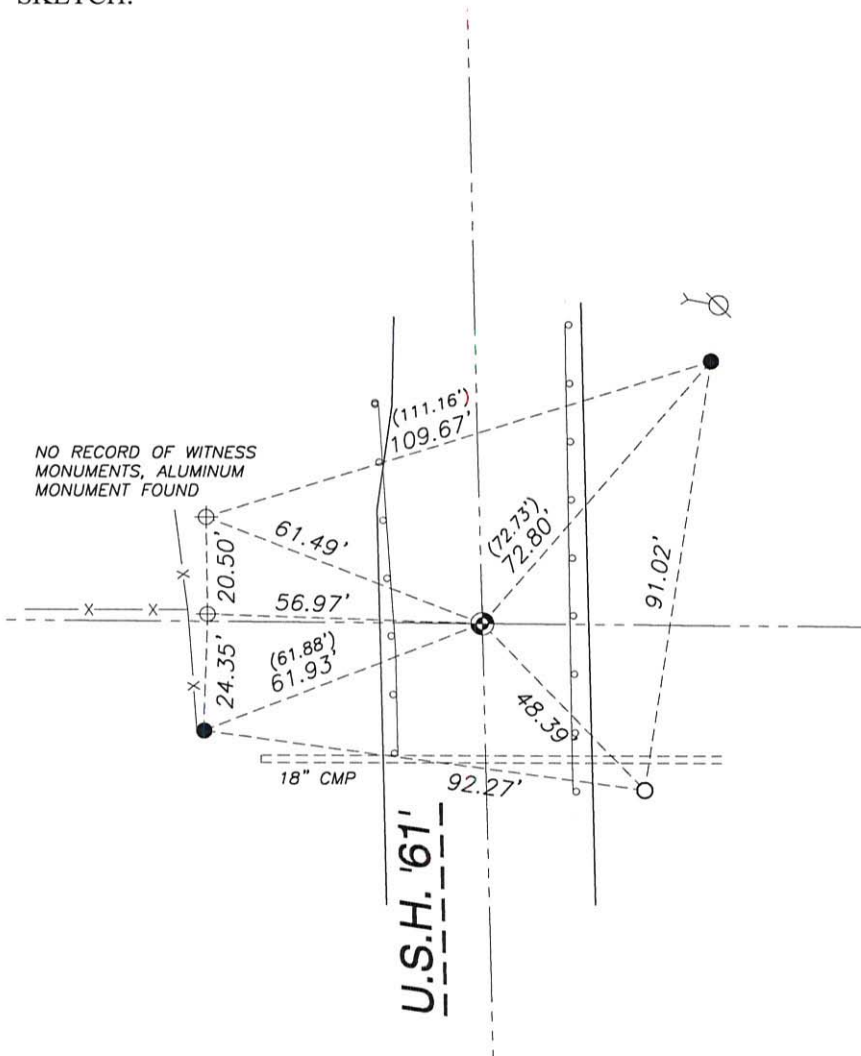 SKETCH:
(111.16')
109.67'
NO RECORD OF WITNESS
MONUMENTS, ALUMINUM
MONUMENT FOUND
61.49'
20.50'
(72.73')
72.80'
91.02'
X
56.97'
X X
24.35'
(61.88')
61.93'
X
48.39'
18" CMP
92.27'
U.S.H. '61'